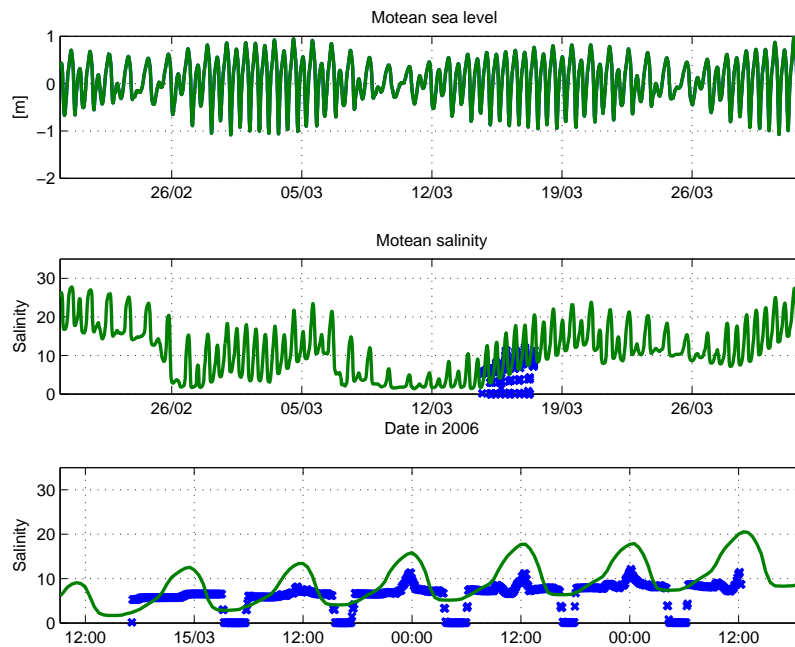 Motean sea level
1
0
−1
−2
[m]
26/02 05/03 12/03 19/03 26/03
Motean salinity
30
20
10
0
Salinity
26/02 05/03 12/03 19/03 26/03
Date in 2006
30
20
10
0
Salinity
12:00 15/03 12:00 00:00 12:00 00:00 12:00